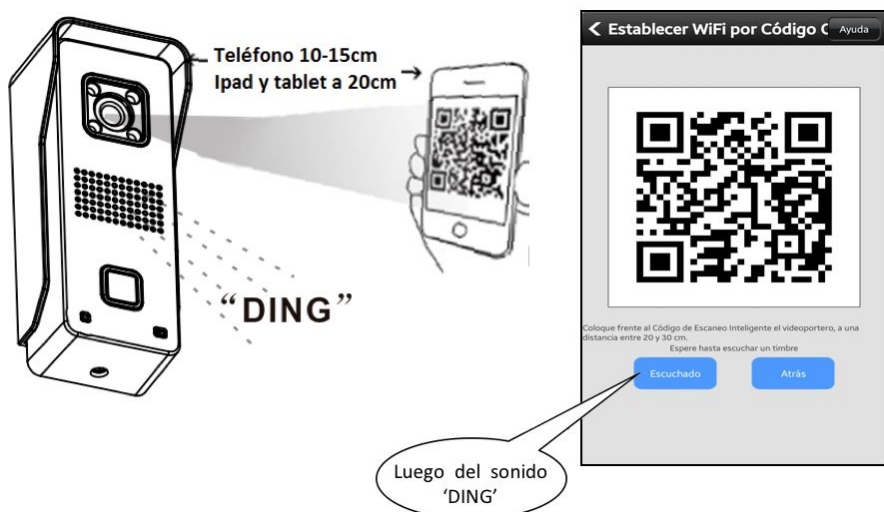 Teléfono 10-15cm
Ipad y tablet a 20cm
“DING”
Establecer WiFi por Código
Ayuda
Coloque frente al Código de Escaneo Inteligente el videoportero, a una
distancia entre 20 y 30 cm.
Espere hasta escuchar un timbre
Escuchado
Atrás
Luego del sonido
‘DING’